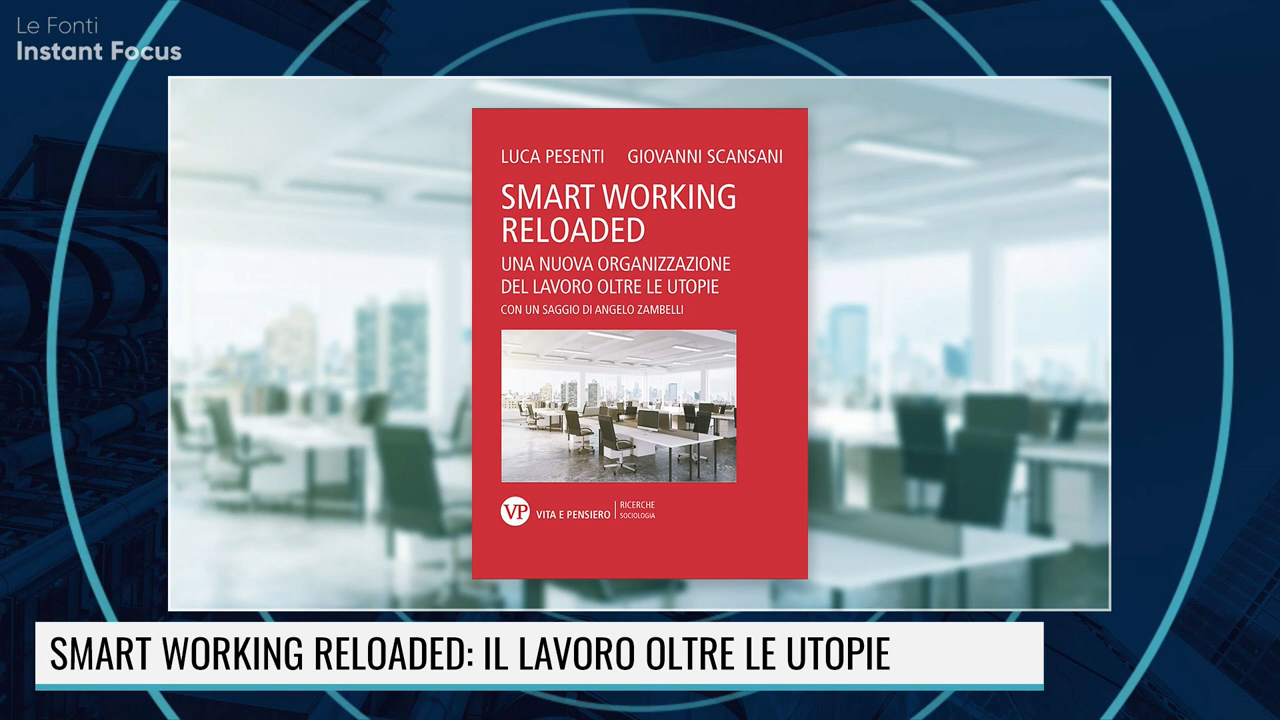 Le Fonti
Instant Focus
LUCA PESENTI GIOVANNI SCANSANI
SMART WORKING
RELOADED
UNA NUOVA ORGANIZZAZIONE
DEL LAVORO OLTRE LE UTOPIE
CON UN SAGGIO DI ANGELO ZAMBELLI
VP VITA E PENSIERO
RICERCHE
SOCIOLOGIA
SMART WORKING RELOADED: IL LAVORO OLTRE LE UTOPIE